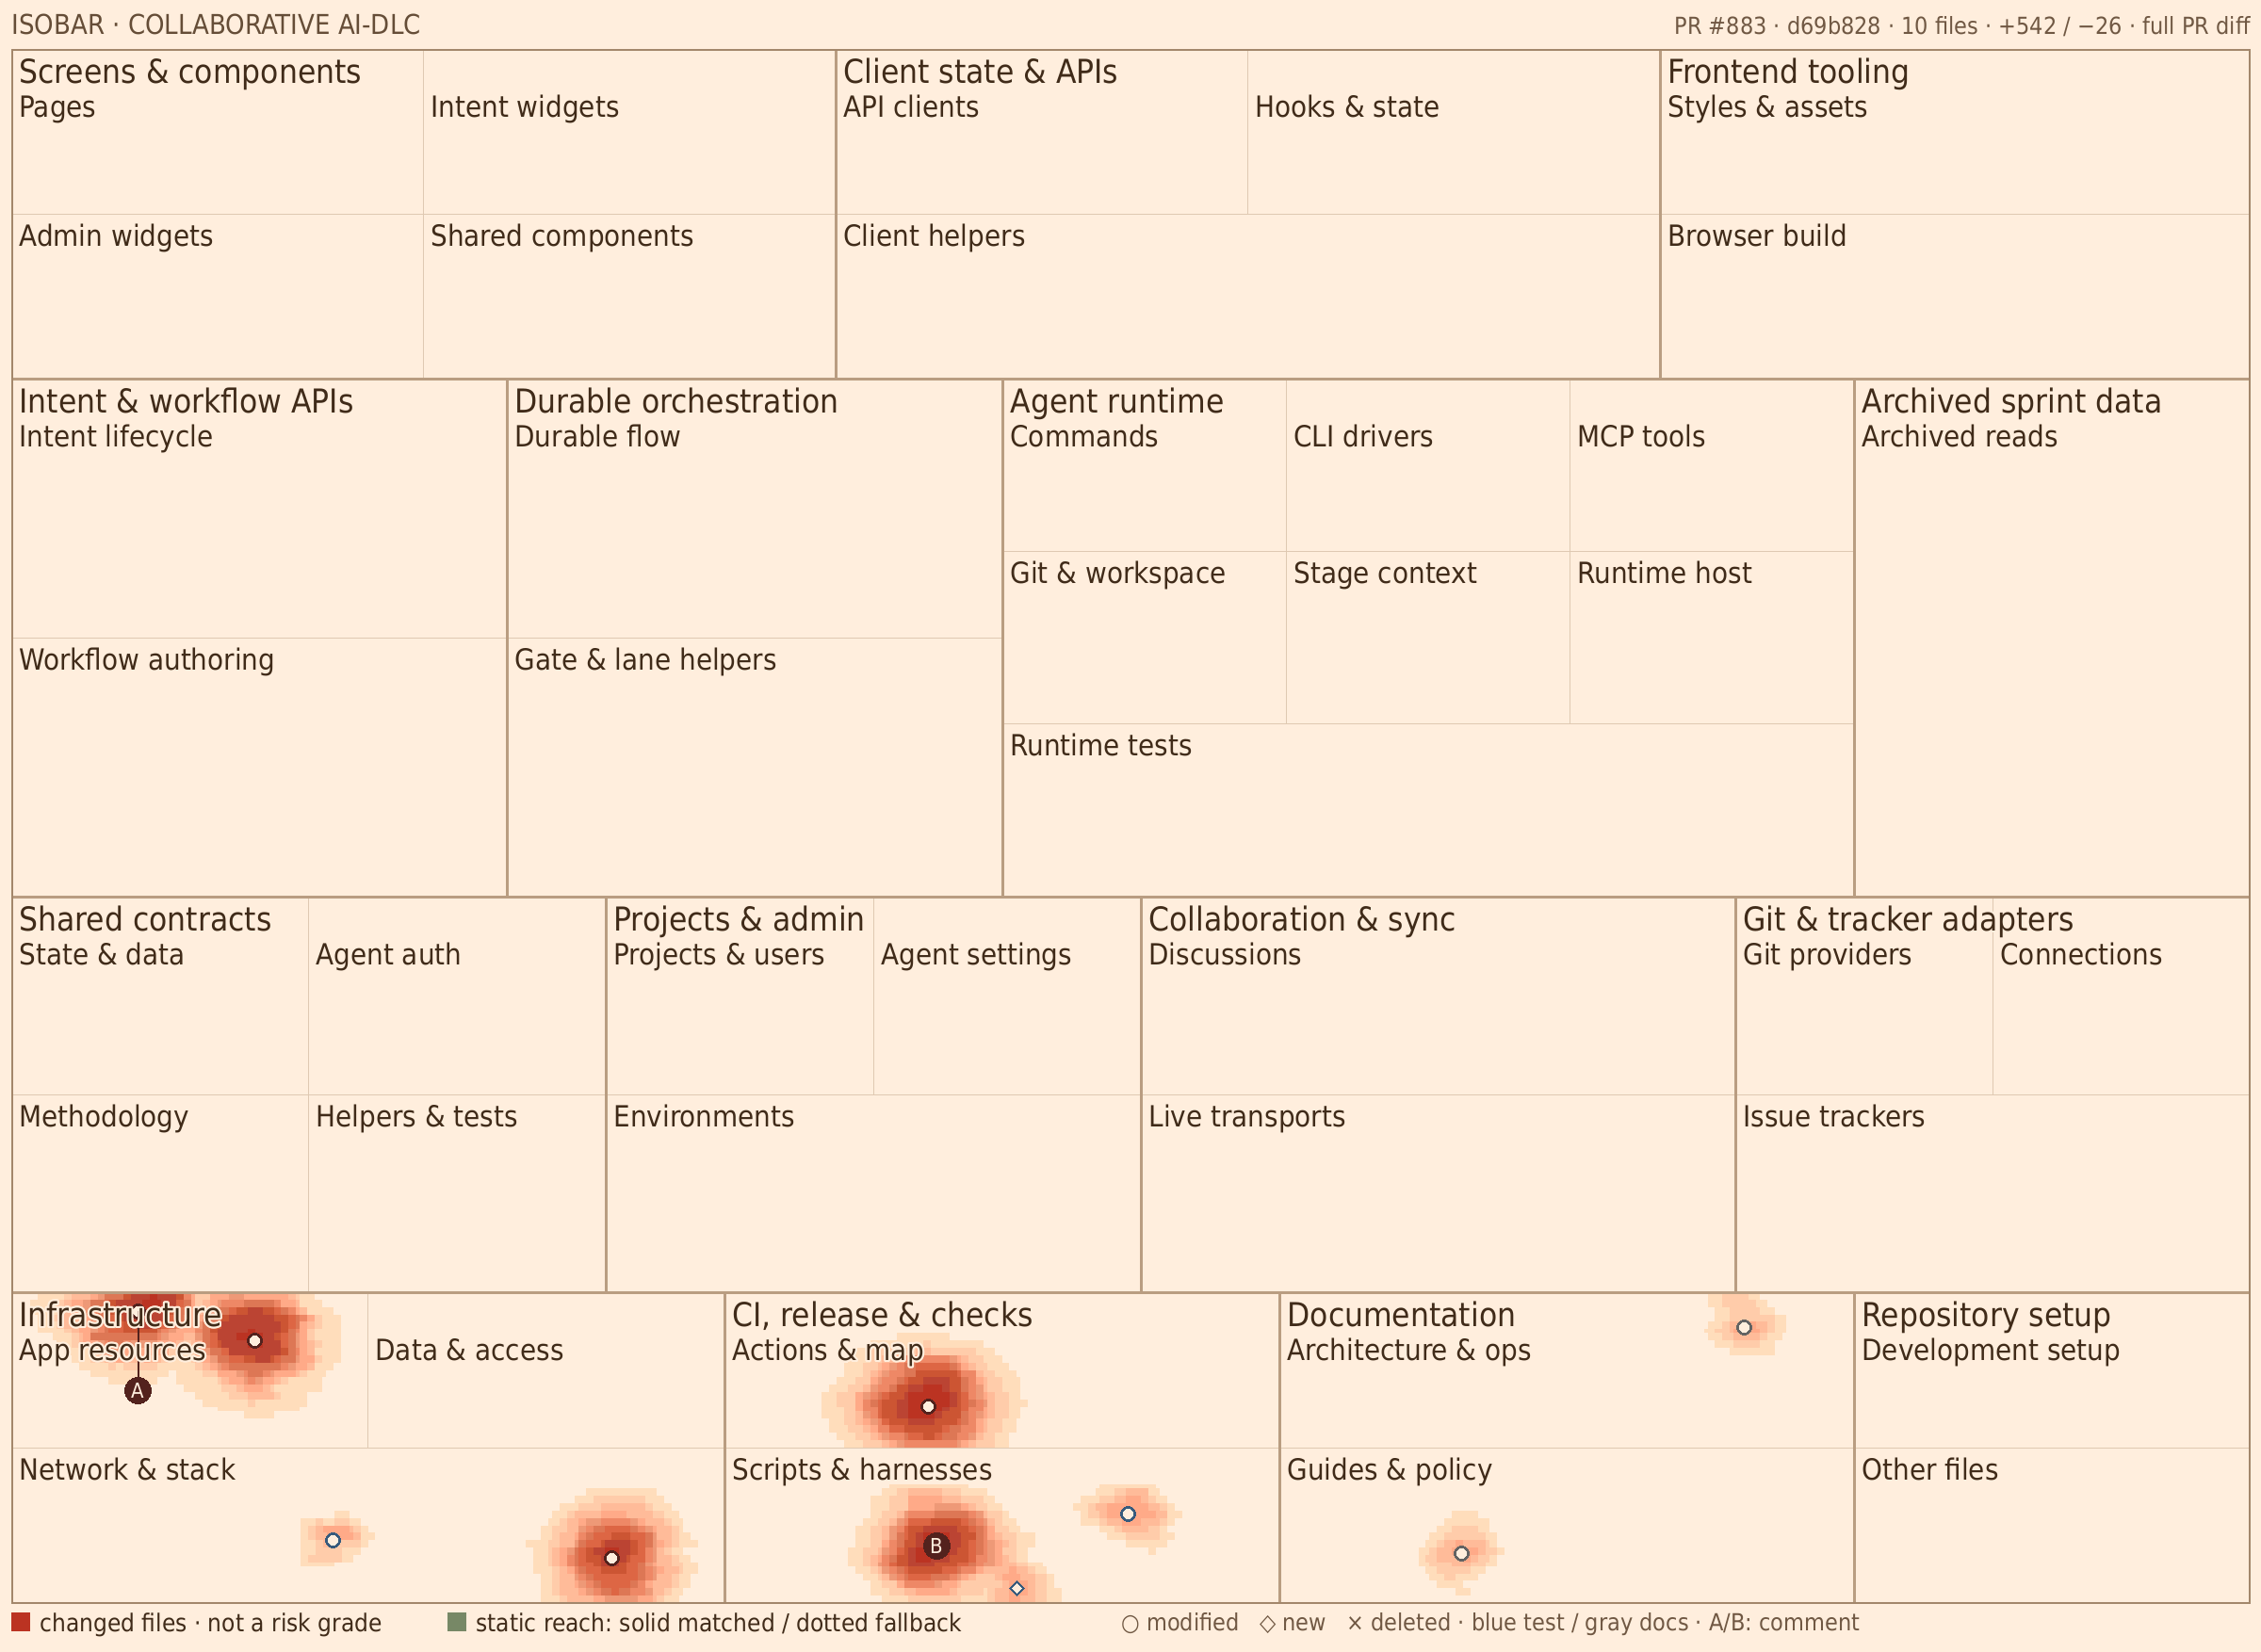 ISOBAR · COLLABORATIVE AI-DLC
PR #883 · d69b828 · 10 files · +542 / −26 · full PR diff
Screens & components
Pages
Intent widgets
Admin widgets
Shared components
Client state & APIs
API clients
Hooks & state
Client helpers
Frontend tooling
Styles & assets
Browser build
Intent & workflow APIs
Intent lifecycle
Workflow authoring
Durable orchestration
Durable flow
Gate & lane helpers
Agent runtime
Commands
CLI drivers
MCP tools
Git & workspace
Stage context
Runtime host
Runtime tests
Archived sprint data
Archived reads
Shared contracts
State & data
Agent auth
Methodology
Helpers & tests
Projects & admin
Projects & users
Agent settings
Environments
Collaboration & sync
Discussions
Live transports
Git & tracker adapters
Git providers
Connections
Issue trackers
Infrastructure
App resources
A
Data & access
Network & stack
CI, release & checks
Actions & map
Scripts & harnesses
B
Documentation
Architecture & ops
Guides & policy
Repository setup
Development setup
Other files
changed files · not a risk grade
static reach: solid matched / dotted fallback
○ modified ◇ new × deleted · blue test / gray docs · A/B: comment